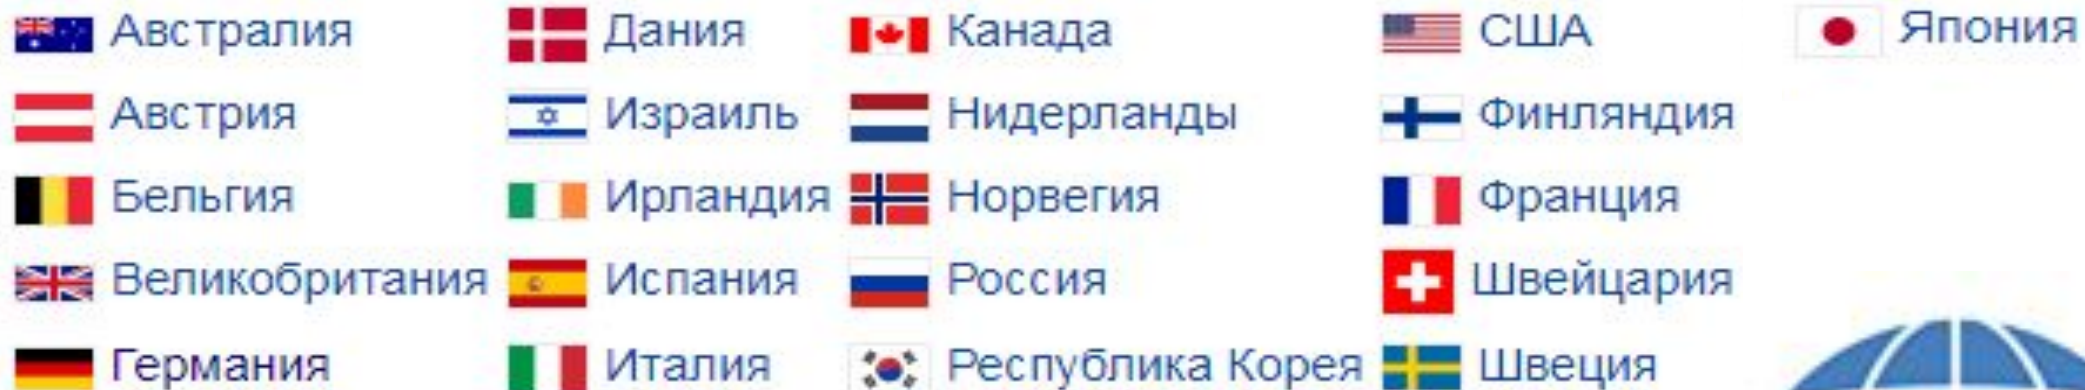 Австралия Дания Канада США Япония
Австрия Израиль Нидерланды Финляндия
Бельгия Ирландия Норвегия Франция
Великобритания Испания Россия Швейцария
Германия Италия Республика Корея Швеция